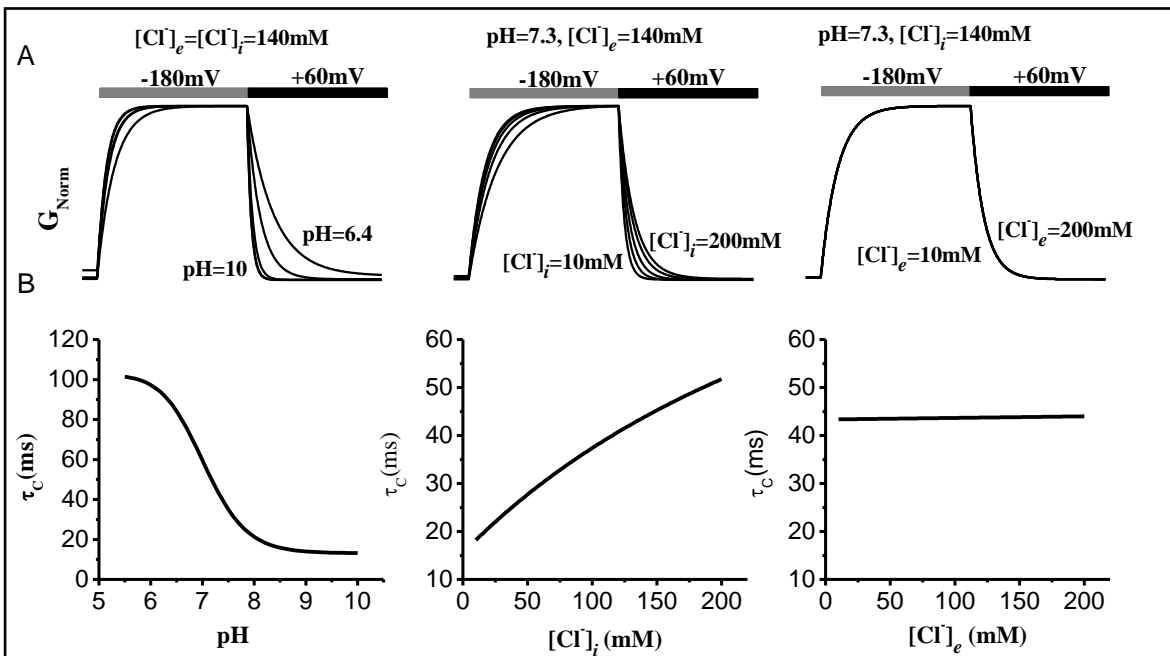 A
[Cl⁻]e=[Cl⁻]i=140mM
pH=7.3, [Cl⁻]e=140mM
pH=7.3, [Cl⁻]i=140mM
-180mV +60mV
-180mV +60mV
-180mV +60mV
GNorm
pH=6.4
pH=10
[Cl⁻]i=200mM
[Cl⁻]i=10mM
[Cl⁻]e=200mM
[Cl⁻]e=10mM
B
τC(ms)
120
100
80
60
40
20
0
5 6 7 8 9 10
pH
τC(ms)
60
50
40
30
20
10
0 50 100 150 200
[Cl⁻]i (mM)
τC(ms)
60
50
40
30
20
10
0 50 100 150 200
[Cl⁻]e (mM)